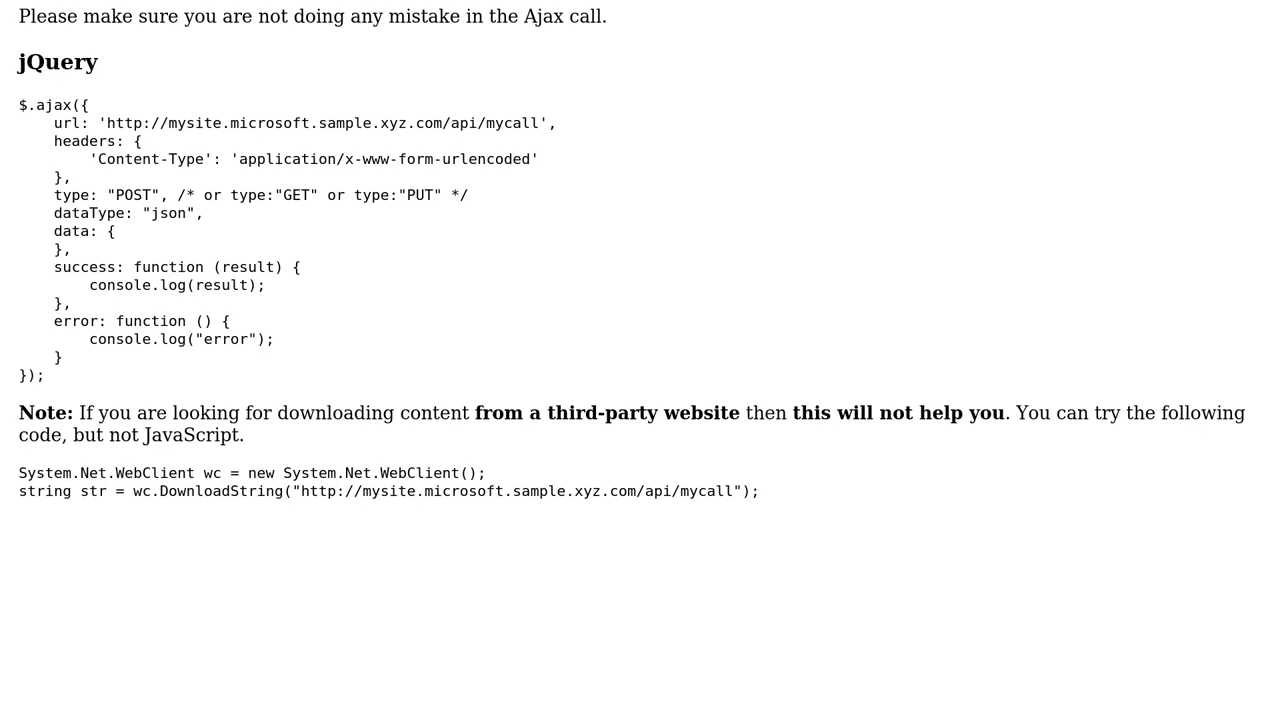 Please make sure you are not doing any mistake in the Ajax call.
jQuery
$.ajax({
    url: 'http://mysite.microsoft.sample.xyz.com/api/mycall',
    headers: {
        'Content-Type': 'application/x-www-form-urlencoded'
    },
    type: "POST", /* or type:"GET" or type:"PUT" */
    dataType: "json",
    data: {
    },
    success: function (result) {
        console.log(result);
    },
    error: function () {
        console.log("error");
    }
});
Note: If you are looking for downloading content from a third-party website then this will not help you. You can try the following
code, but not JavaScript.
System.Net.WebClient wc = new System.Net.WebClient();
string str = wc.DownloadString("http://mysite.microsoft.sample.xyz.com/api/mycall");